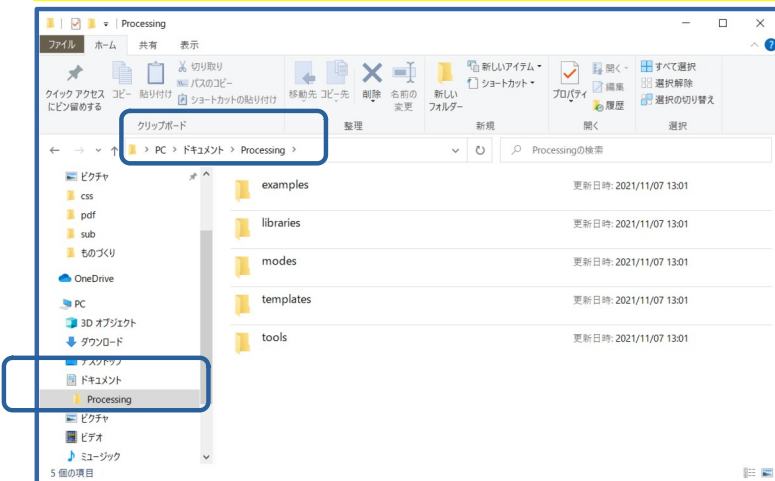 Processing
ファイル ホーム 共有 表示
クイック アクセス にピン留めする
コピー 貼り付け
切り取り
パスのコピー
ショートカットの貼り付け
移動先 コピー先 削除 名前の変更
新しいフォルダー
新しいアイテム
ショートカット
プロパティ
開く
編集
履歴
すべて選択
選択解除
選択の切り替え
クリップボード 整理 新規 開く 選択
PC > ドキュメント > Processing >
Processingの検索
ピクチャ
css
pdf
sub
ものづくり
OneDrive
PC
3D オブジェクト
ダウンロード
デスクトップ
ドキュメント
Processing
ピクチャ
ビデオ
ミュージック
examples 更新日時: 2021/11/07 13:01
libraries 更新日時: 2021/11/07 13:01
modes 更新日時: 2021/11/07 13:01
templates 更新日時: 2021/11/07 13:01
tools 更新日時: 2021/11/07 13:01
5 個の項目